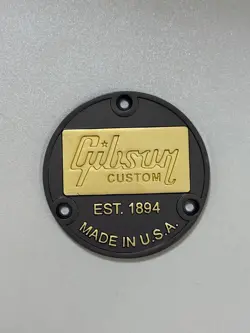 Gibson
CUSTOM
EST. 1894
MADE IN U.S.A.